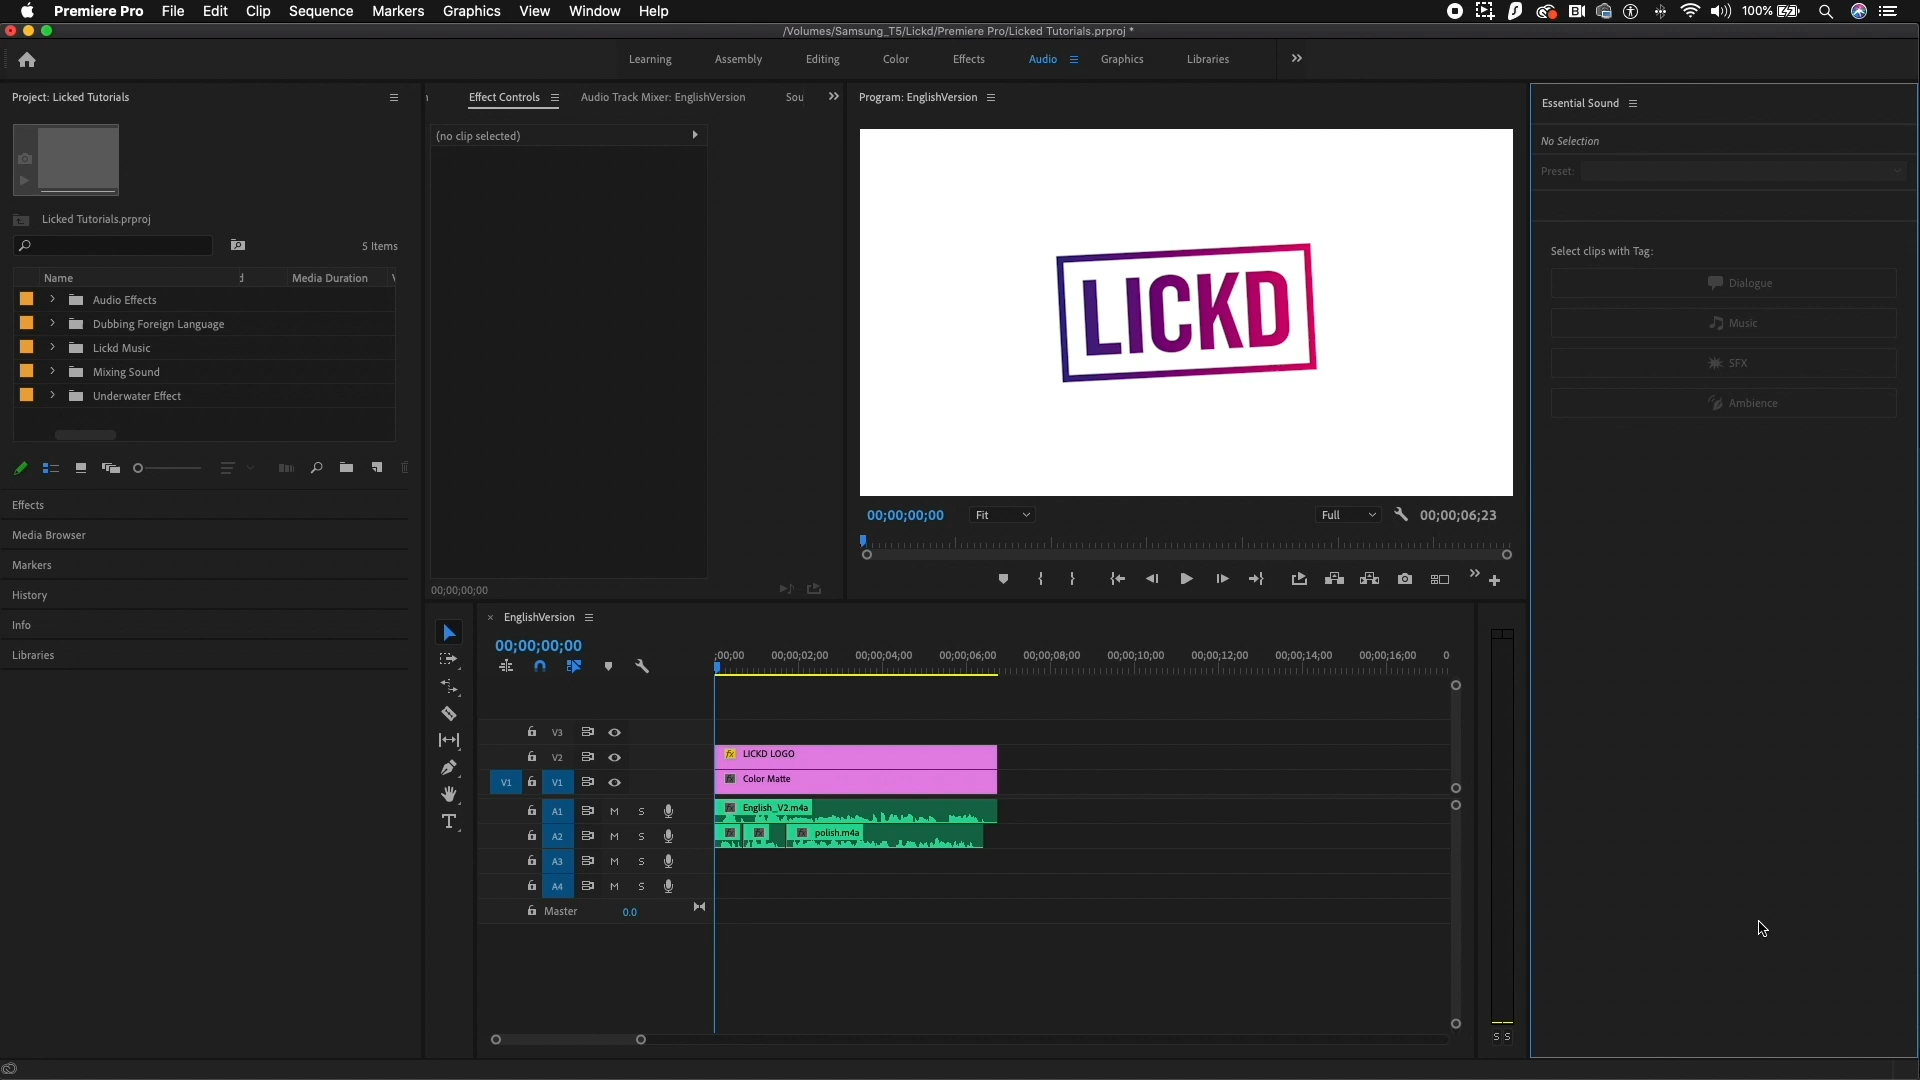 Premiere Pro File Edit Clip Sequence Markers Graphics View Window Help 100%
/Volumes/Samsung_T5/Lickd/Premiere Pro/Licked Tutorials.prproj *
Learning Assembly Editing Color Effects Audio Graphics Libraries
Project: Licked Tutorials
Effect Controls Audio Track Mixer: EnglishVersion Sou
Program: EnglishVersion
Essential Sound
(no clip selected)
No Selection
Preset:
LICKD
Licked Tutorials.prproj
5 Items
Name Media Duration
Audio Effects
Dubbing Foreign Language
Lickd Music
Mixing Sound
Underwater Effect
Select clips with Tag:
Dialogue
Music
SFX
Ambience
Effects
Media Browser
Markers
History
Info
Libraries
00;00;00;00 Fit Full 00;00;06;23
00;00;00;00
EnglishVersion
00;00;00;00
;00;00 00;00;02;00 00;00;04;00 00;00;06;00 00;00;08;00 00;00;10;00 00;00;12;00 00;00;14;00 00;00;16;00 0
V3
V2 fx LICKD LOGO
V1 V1 fx Color Matte
A1 M S fx English_V2.m4a
A2 M S fx fx fx polish.m4a
A3 M S
A4 M S
Master 0.0
S S